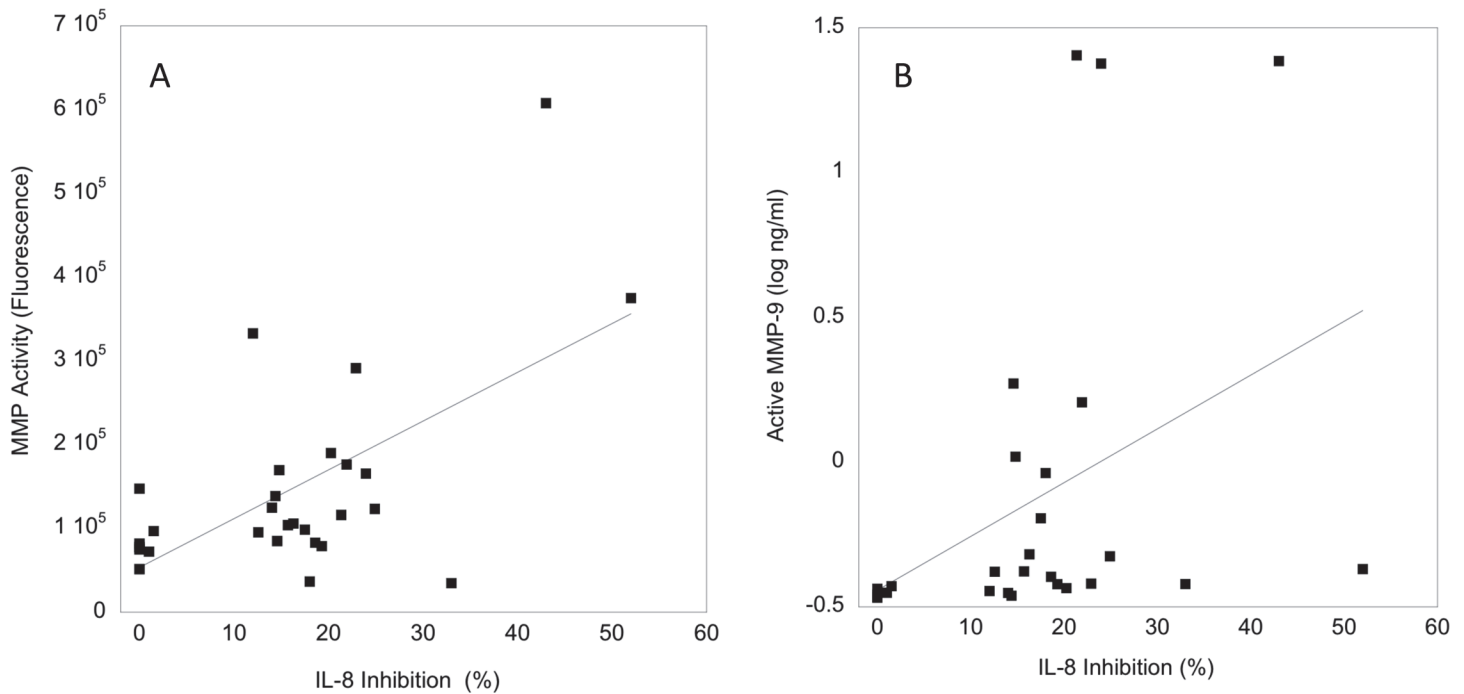 A
MMP Activity (Fluorescence)
7 10⁵
6 10⁵
5 10⁵
4 10⁵
3 10⁵
2 10⁵
1 10⁵
0
0 10 20 30 40 50 60
IL-8 Inhibition (%)
B
Active MMP-9 (log ng/ml)
1.5
1
0.5
0
-0.5
0 10 20 30 40 50 60
IL-8 Inhibition (%)